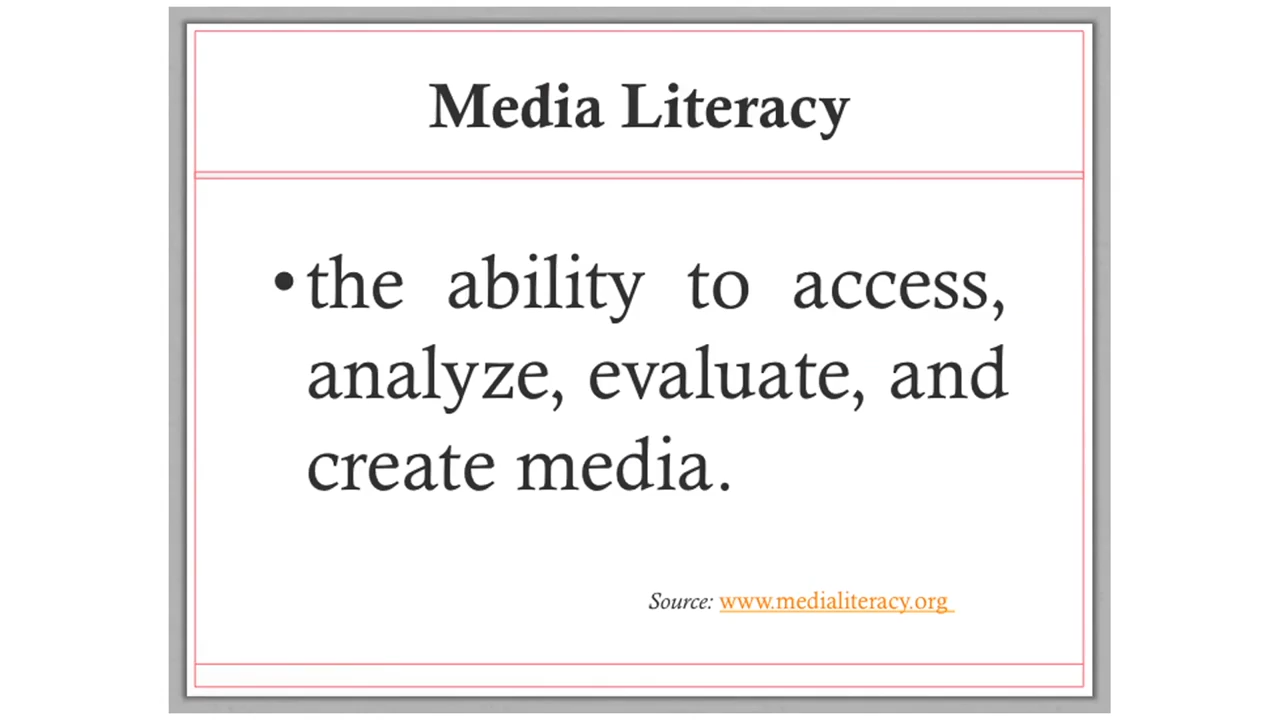 Media Literacy
• the ability to access,
analyze, evaluate, and
create media.
Source: www.medialiteracy.org